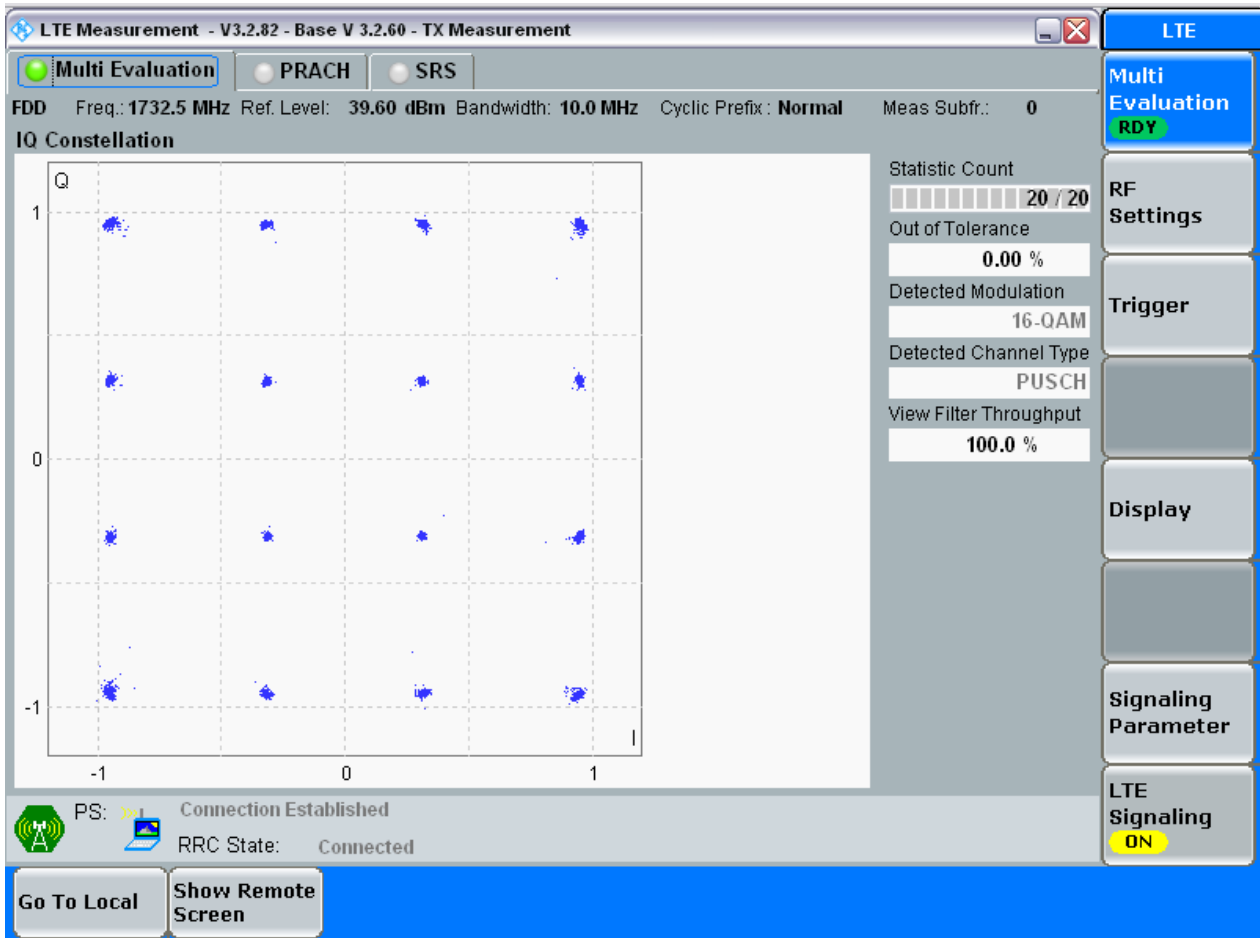 LTE Measurement - V3.2.82 - Base V 3.2.60 - TX Measurement
LTE
Multi Evaluation PRACH SRS
FDD Freq.: 1732.5 MHz Ref. Level: 39.60 dBm Bandwidth: 10.0 MHz Cyclic Prefix : Normal Meas Subfr.: 0
IQ Constellation
Q
1
0
-1
I
-1 0 1
Statistic Count
20 / 20
Out of Tolerance
0.00 %
Detected Modulation
16-QAM
Detected Channel Type
PUSCH
View Filter Throughput
100.0 %
PS: Connection Established
RRC State: Connected
Multi
Evaluation
RDY
RF
Settings
Trigger
Display
Signaling
Parameter
LTE
Signaling
ON
Go To Local
Show Remote
Screen